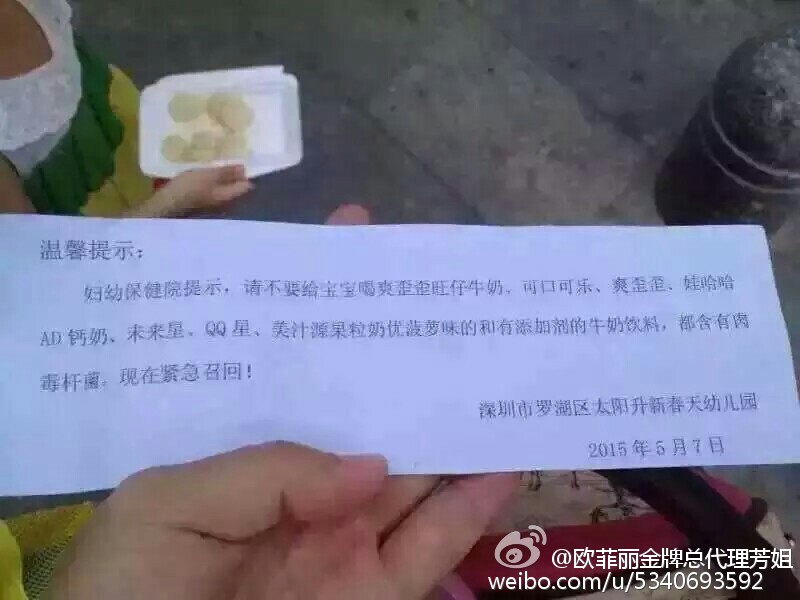 温馨提示：
妇幼保健院提示，请不要给宝宝喝爽歪歪旺仔牛奶、可口可乐、爽歪歪、娃哈哈
AD钙奶、未来星、QQ星、美汁源果粒奶优菠萝味的和有添加剂的牛奶饮料，都含有肉
毒杆菌。现在紧急召回！
深圳市罗湖区太阳升新春天幼儿园
2015年5月7日
@欧菲丽金牌总代理芳姐
weibo.com/u/5340693592